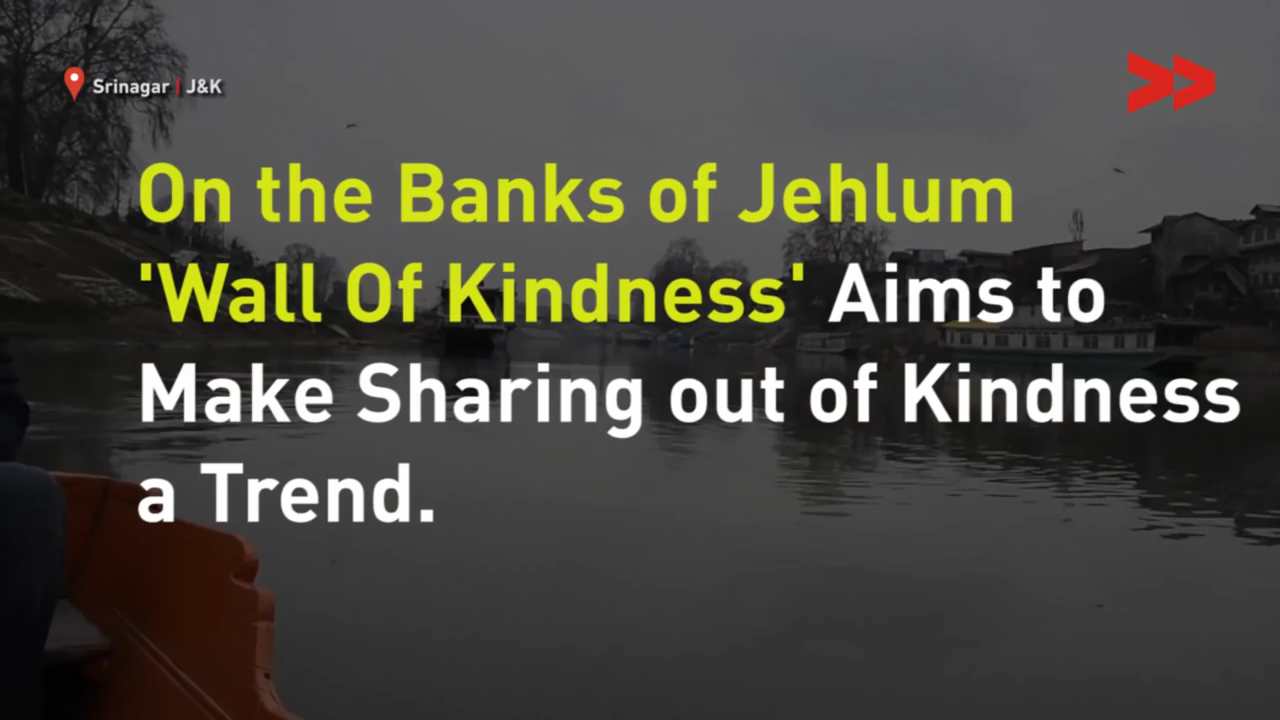 Srinagar | J&K
On the Banks of Jehlum
'Wall Of Kindness' Aims to
Make Sharing out of Kindness
a Trend.